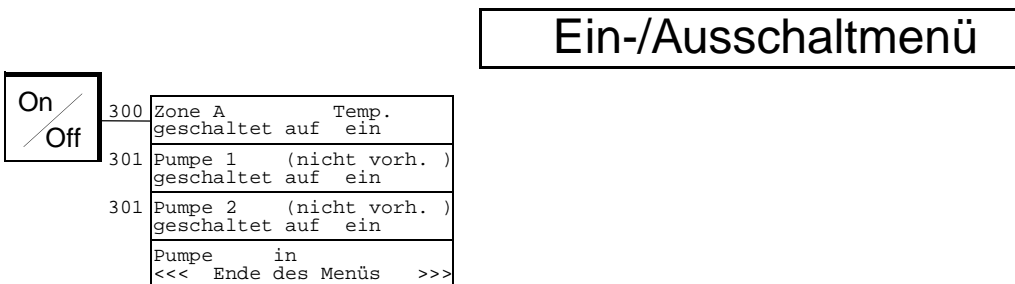 Ein-/Ausschaltmenü
On
Off
300 Zone A Temp.
geschaltet auf ein
301 Pumpe 1 (nicht vorh. )
geschaltet auf ein
301 Pumpe 2 (nicht vorh. )
geschaltet auf ein
Pumpe in
<<< Ende des Menüs >>>